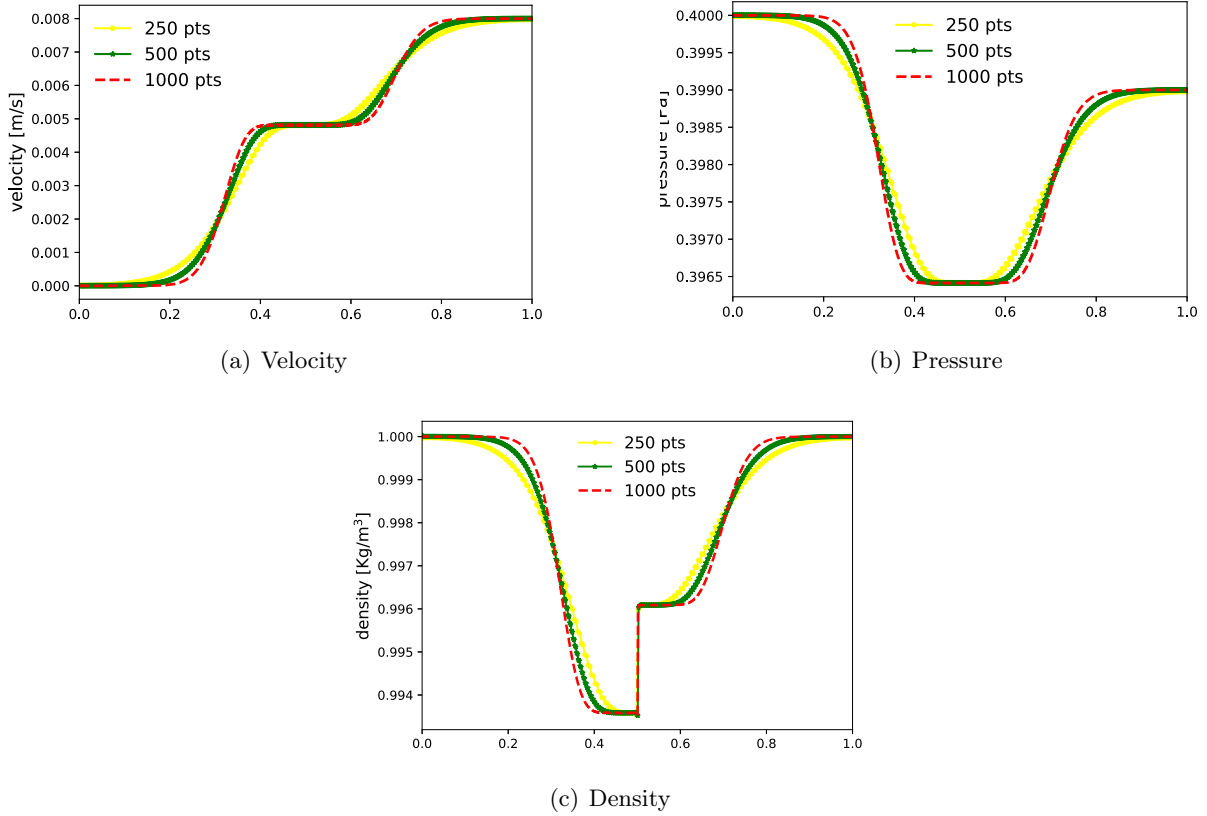 velocity [m/s]
0.008
0.007
0.006
0.005
0.004
0.003
0.002
0.001
0.000
250 pts
500 pts
1000 pts
0.0 0.2 0.4 0.6 0.8 1.0
(a) Velocity
pressure [Pa]
0.4000
0.3995
0.3990
0.3985
0.3980
0.3975
0.3970
0.3965
250 pts
500 pts
1000 pts
0.0 0.2 0.4 0.6 0.8 1.0
(b) Pressure
density [Kg/m³]
1.000
0.999
0.998
0.997
0.996
0.995
0.994
250 pts
500 pts
1000 pts
0.0 0.2 0.4 0.6 0.8 1.0
(c) Density